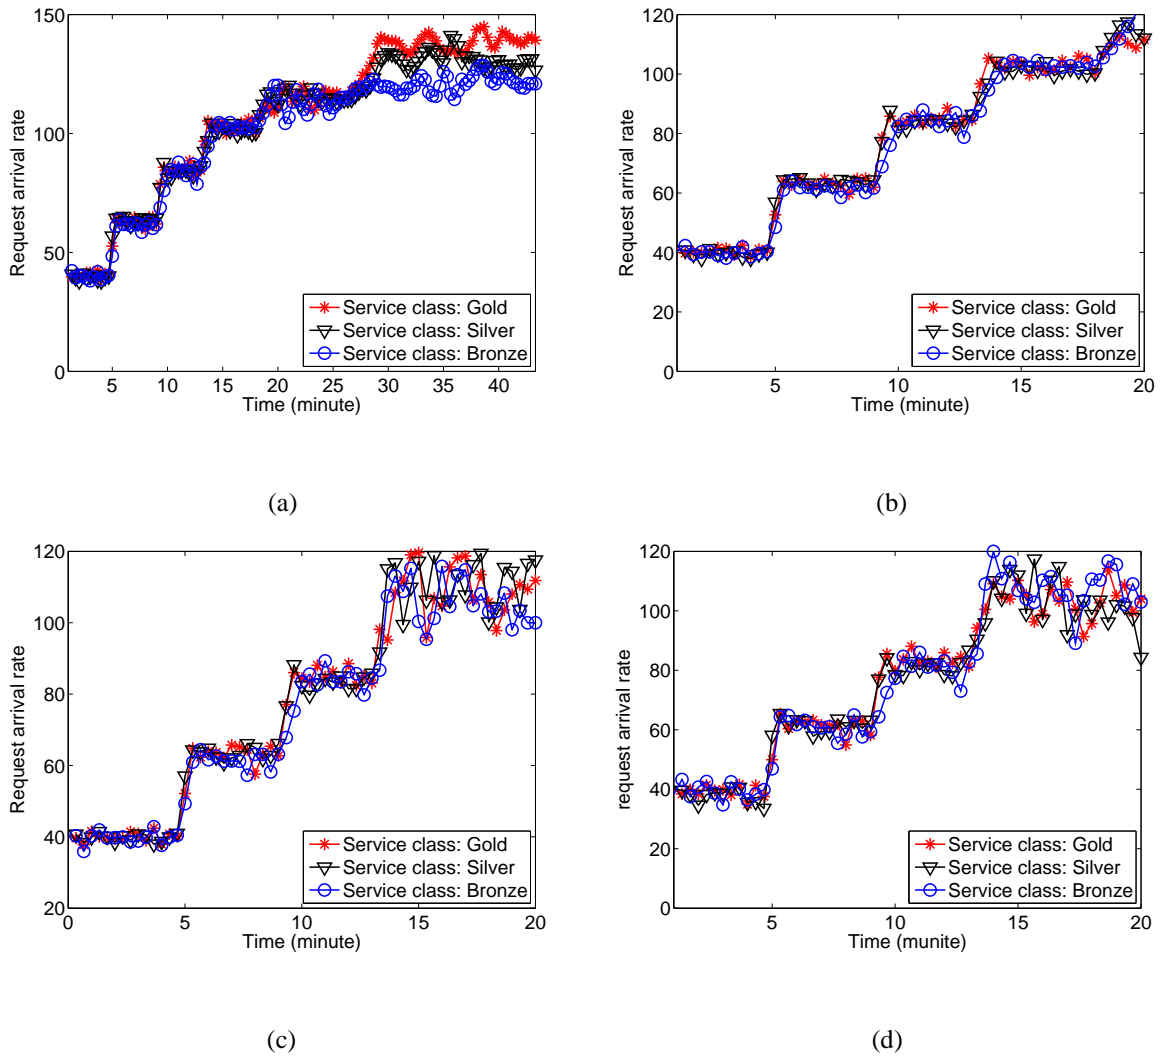 150
100
50
0
Request arrival rate
5 10 15 20 25 30 35 40
Time (minute)
Service class: Gold
Service class: Silver
Service class: Bronze
(a)
120
100
80
60
40
20
0
Request arrival rate
5 10 15 20
Time (minute)
Service class: Gold
Service class: Silver
Service class: Bronze
(b)
120
100
80
60
40
20
Request arrival rate
0 5 10 15 20
Time (minute)
Service class: Gold
Service class: Silver
Service class: Bronze
(c)
120
100
80
60
40
20
0
request arrival rate
5 10 15 20
Time (munite)
Service class: Gold
Service class: Silver
Service class: Bronze
(d)